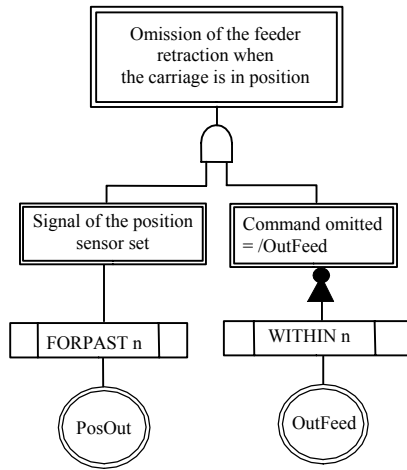 Omission of the feeder
retraction when
the carriage is in position
Signal of the position
sensor set
Command omitted
= /OutFeed
FORPAST n
WITHIN n
PosOut
OutFeed